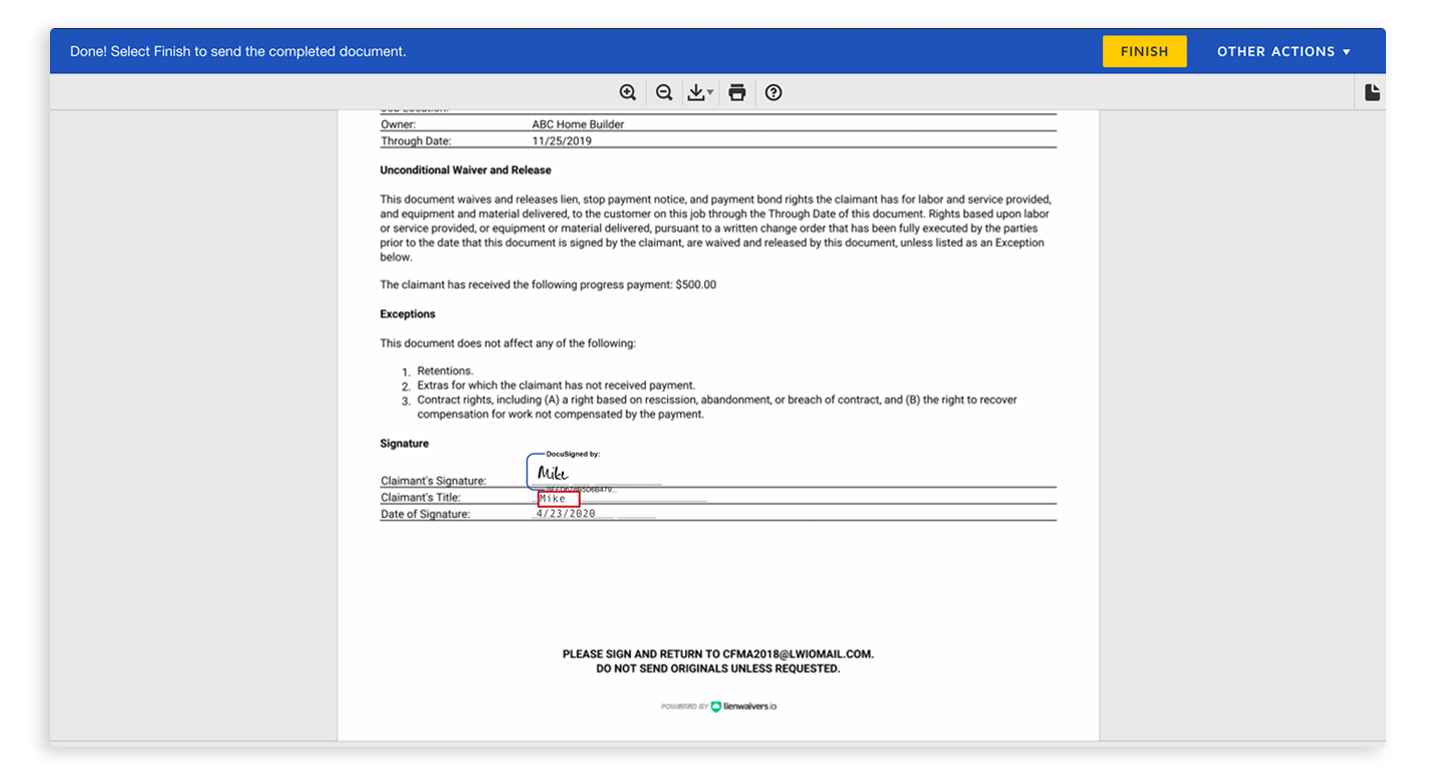 Done! Select Finish to send the completed document.
FINISH
OTHER ACTIONS
Owner: ABC Home Builder
Through Date: 11/25/2019
Unconditional Waiver and Release
This document waives and releases lien, stop payment notice, and payment bond rights the claimant has for labor and service provided,
and equipment and material delivered, to the customer on this job through the Through Date of this document. Rights based upon labor
or service provided, or equipment or material delivered, pursuant to a written change order that has been fully executed by the parties
prior to the date that this document is signed by the claimant, are waived and released by this document, unless listed as an Exception
below.
The claimant has received the following progress payment: $500.00
Exceptions
This document does not affect any of the following:
1. Retentions.
2. Extras for which the claimant has not received payment.
3. Contract rights, including (A) a right based on rescission, abandonment, or breach of contract, and (B) the right to recover
compensation for work not compensated by the payment.
Signature
DocuSigned by:
Claimant's Signature: Mike
Claimant's Title: Mike
Date of Signature: 4/23/2020
PLEASE SIGN AND RETURN TO CFMA2018@LWIOMAIL.COM.
DO NOT SEND ORIGINALS UNLESS REQUESTED.
POWERED BY lienwaivers.io